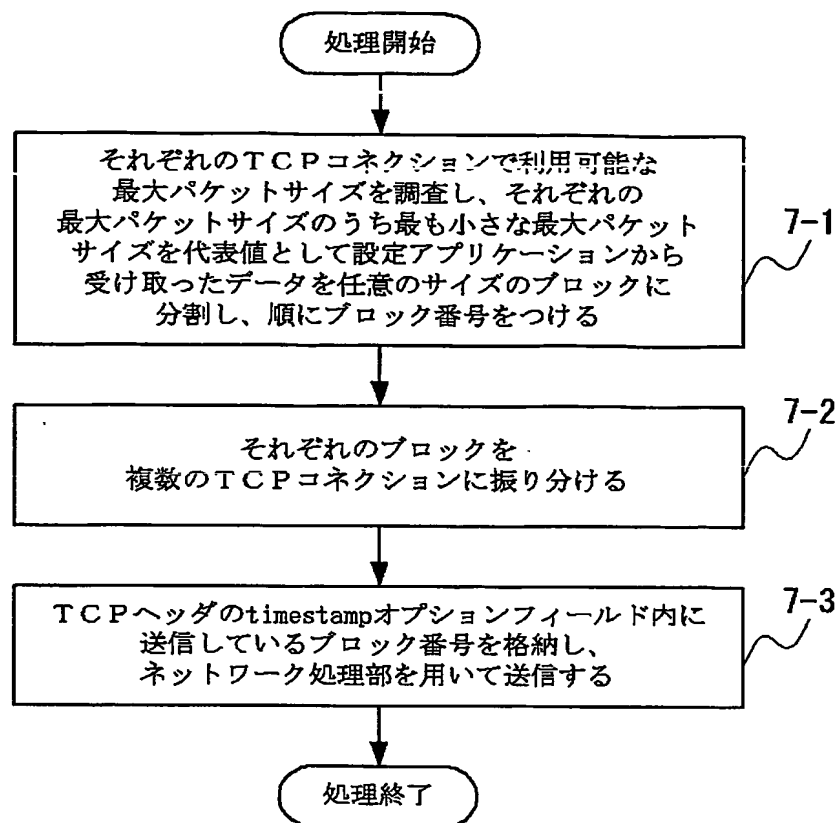 処理開始
それぞれのTCPコネクションで利用可能な
最大パケットサイズを調査し、それぞれの
最大パケットサイズのうち最も小さな最大パケット
サイズを代表値として設定アプリケーションから
受け取ったデータを任意のサイズのブロックに
分割し、順にブロック番号をつける
7-1
それぞれのブロックを
複数のTCPコネクションに振り分ける
7-2
TCPヘッダのtimestampオプションフィールド内に
送信しているブロック番号を格納し、
ネットワーク処理部を用いて送信する
7-3
処理終了